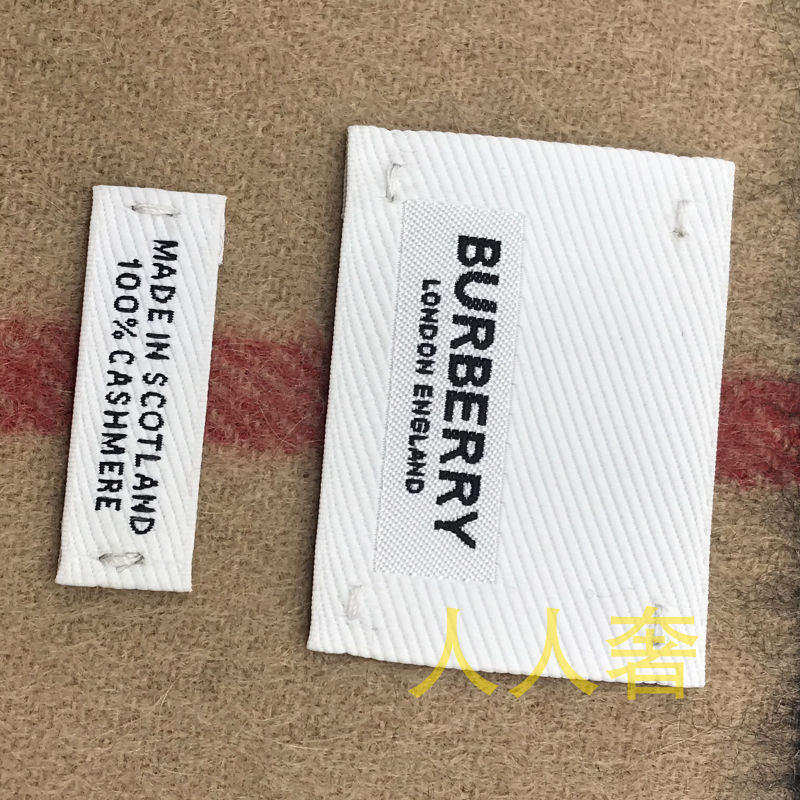 MADE IN SCOTLAND
100% CASHMERE
BURBERRY
LONDON ENGLAND
人人奢